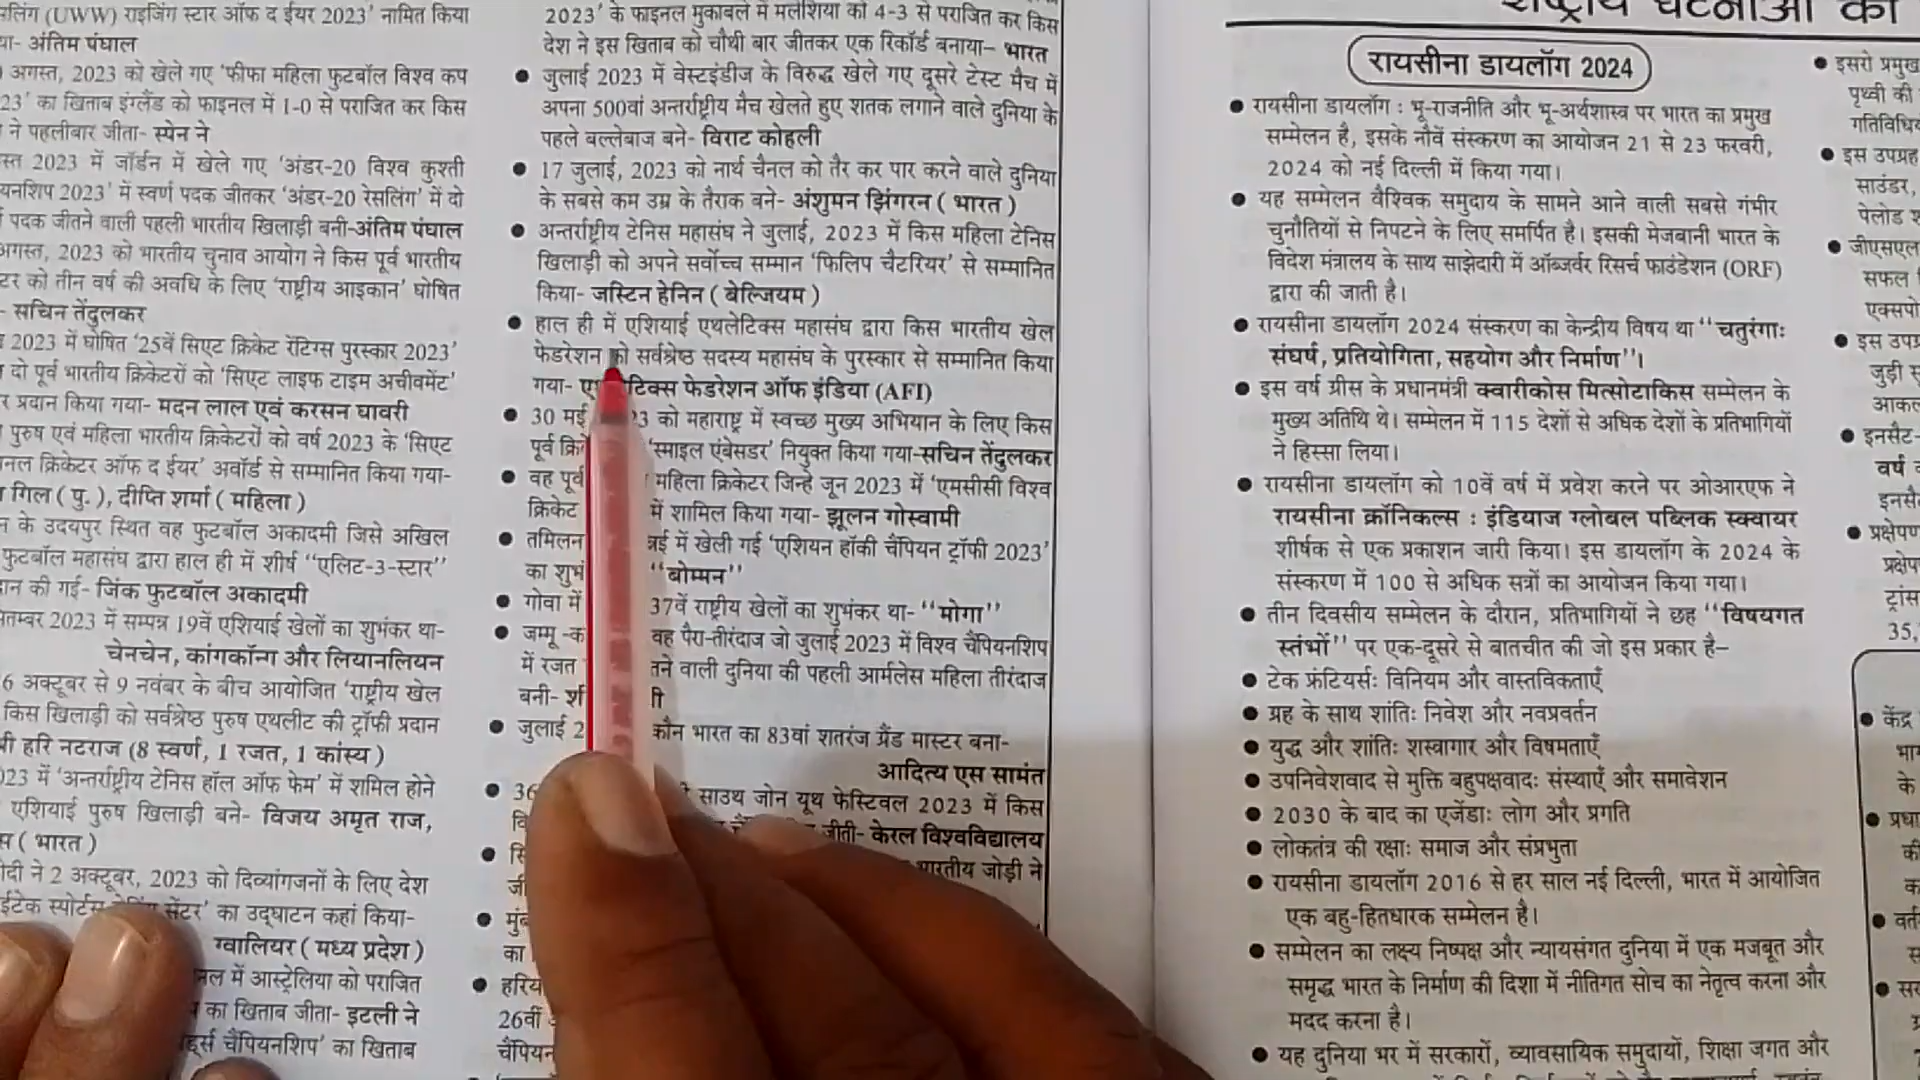 लिंग (UWW) राइजिंग स्टार ऑफ द ईयर 2023’ नामित किया
अंतिम पंघाल
अगस्त, 2023 को खेले गए ‘फीफा महिला फुटबॉल विश्व कप
23’ का खिताब इंग्लैंड को फाइनल में 1-0 से पराजित कर किस
ने पहलीबार जीता- स्पेन ने
2023 में जॉर्डन में खेले गए ‘अंडर-20 विश्व कुश्ती
2023’ में स्वर्ण पदक जीतकर ‘अंडर-20 रेसलिंग’ में दो
पदक जीतने वाली पहली भारतीय खिलाड़ी बनी-अंतिम पंघाल
अगस्त, 2023 को भारतीय चुनाव आयोग ने किस पूर्व भारतीय
को तीन वर्ष की अवधि के लिए ‘राष्ट्रीय आइकान’ घोषित
- सचिन तेंदुलकर
2023 में घोषित ‘25वें सिएट क्रिकेट रेटिंग्स पुरस्कार 2023’
दो पूर्व भारतीय क्रिकेटरों को ‘सिएट लाइफ टाइम अचीवमेंट’
प्रदान किया गया- मदन लाल एवं करसन घावरी
पुरुष एवं महिला भारतीय क्रिकेटरों को वर्ष 2023 के ‘सिएट
क्रिकेटर ऑफ द ईयर’ अवॉर्ड से सम्मानित किया गया-
गिल ( पु. ), दीप्ति शर्मा ( महिला )
के उदयपुर स्थित वह फुटबॉल अकादमी जिसे अखिल
फुटबॉल महासंघ द्वारा हाल ही में शीर्ष ‘‘एलिट-3-स्टार’’
की गई- जिंक फुटबॉल अकादमी
2023 में सम्पन्न 19वें एशियाई खेलों का शुभंकर था-
चेनचेन, कांगकॉन्ग और लियानलियन
6 अक्टूबर से 9 नवंबर के बीच आयोजित ‘राष्ट्रीय खेल
किस खिलाड़ी को सर्वश्रेष्ठ पुरुष एथलीट की ट्रॉफी प्रदान
हरि नटराज (8 स्वर्ण, 1 रजत, 1 कांस्य )
में ‘अन्तर्राष्ट्रीय टेनिस हॉल ऑफ फेम’ में शमिल होने
एशियाई पुरुष खिलाड़ी बने- विजय अमृत राज,
( भारत )
ने 2 अक्टूबर, 2023 को दिव्यांगजनों के लिए देश
सेंटर’ का उद्घाटन कहां किया-
ग्वालियर ( मध्य प्रदेश )
में आस्ट्रेलिया को पराजित
का खिताब जीता- इटली ने
चैंपियनशिप’ का खिताब
2023’ के फाइनल मुकाबले में मलेशिया को 4-3 से पराजित कर किस
देश ने इस खिताब को चौथी बार जीतकर एक रिकॉर्ड बनाया- भारत
● जुलाई 2023 में वेस्टइंडीज के विरुद्ध खेले गए दूसरे टेस्ट मैच में
अपना 500वां अन्तर्राष्ट्रीय मैच खेलते हुए शतक लगाने वाले दुनिया के
पहले बल्लेबाज बने- विराट कोहली
● 17 जुलाई, 2023 को नार्थ चैनल को तैर कर पार करने वाले दुनिया
के सबसे कम उम्र के तैराक बने- अंशुमन झिंगरन ( भारत )
● अन्तर्राष्ट्रीय टेनिस महासंघ ने जुलाई, 2023 में किस महिला टेनिस
खिलाड़ी को अपने सर्वोच्च सम्मान ‘फिलिप चैटरियर’ से सम्मानित
किया- जस्टिन हेनिन ( बेल्जियम )
● हाल ही में एशियाई एथलेटिक्स महासंघ द्वारा किस भारतीय खेल
फेडरेशन को सर्वश्रेष्ठ सदस्य महासंघ के पुरस्कार से सम्मानित किया
गया- टिक्स फेडरेशन ऑफ इंडिया (AFI)
● 30 मई 23 को महाराष्ट्र में स्वच्छ मुख्य अभियान के लिए किस
पूर्व ‘स्माइल एंबेसडर’ नियुक्त किया गया-सचिन तेंदुलकर
● वह पूर्व महिला क्रिकेटर जिन्हे जून 2023 में ‘एमसीसी विश्व
क्रिकेट में शामिल किया गया- झूलन गोस्वामी
● तमिलन में खेली गई ‘एशियन हॉकी चैंपियन ट्रॉफी 2023’
का ‘‘बोम्मन’’
● गोवा में 37वें राष्ट्रीय खेलों का शुभंकर था- ‘‘मोगा’’
● जम्मू-क वह पैरा-तीरंदाज जो जुलाई 2023 में विश्व चैंपियनशिप
में रजत वाली दुनिया की पहली आर्मलेस महिला तीरंदाज
बनी-
● जुलाई 2 कौन भारत का 83वां शतरंज ग्रैंड मास्टर बना-
आदित्य एस सामंत
● 36 साउथ जोन यूथ फेस्टिवल 2023 में किस
जीती- केरल विश्वविद्यालय
● भारतीय जोड़ी ने
●
का
●
26वीं
रायसीना डायलॉग 2024
● रायसीना डायलॉग : भू-राजनीति और भू-अर्थशास्त्र पर भारत का प्रमुख
सम्मेलन है, इसके नौवें संस्करण का आयोजन 21 से 23 फरवरी,
2024 को नई दिल्ली में किया गया।
● यह सम्मेलन वैश्विक समुदाय के सामने आने वाली सबसे गंभीर
चुनौतियों से निपटने के लिए समर्पित है। इसकी मेजबानी भारत के
विदेश मंत्रालय के साथ साझेदारी में ऑब्जर्वर रिसर्च फाउंडेशन (ORF)
द्वारा की जाती है।
● रायसीना डायलॉग 2024 संस्करण का केन्द्रीय विषय था ‘‘चतुरंगाः
संघर्ष, प्रतियोगिता, सहयोग और निर्माण’’।
● इस वर्ष ग्रीस के प्रधानमंत्री क्वारीकोस मित्सोटाकिस सम्मेलन के
मुख्य अतिथि थे। सम्मेलन में 115 देशों से अधिक देशों के प्रतिभागियों
ने हिस्सा लिया।
● रायसीना डायलॉग को 10वें वर्ष में प्रवेश करने पर ओआरएफ ने
रायसीना क्रॉनिकल्स : इंडियाज ग्लोबल पब्लिक स्क्वायर
शीर्षक से एक प्रकाशन जारी किया। इस डायलॉग के 2024 के
संस्करण में 100 से अधिक सत्रों का आयोजन किया गया।
● तीन दिवसीय सम्मेलन के दौरान, प्रतिभागियों ने छह ‘‘विषयगत
स्तंभों’’ पर एक-दूसरे से बातचीत की जो इस प्रकार है–
● टेक फ्रंटियर्सः विनियम और वास्तविकताएँ
● ग्रह के साथ शांतिः निवेश और नवप्रवर्तन
● युद्ध और शांतिः शस्त्रागार और विषमताएँ
● उपनिवेशवाद से मुक्ति बहुपक्षवादः संस्थाएँ और समावेशन
● 2030 के बाद का एजेंडाः लोग और प्रगति
● लोकतंत्र की रक्षाः समाज और संप्रभुता
● रायसीना डायलॉग 2016 से हर साल नई दिल्ली, भारत में आयोजित
एक बहु-हितधारक सम्मेलन है।
● सम्मेलन का लक्ष्य निष्पक्ष और न्यायसंगत दुनिया में एक मजबूत और
समृद्ध भारत के निर्माण की दिशा में नीतिगत सोच का नेतृत्व करना और
मदद करना है।
● यह दुनिया भर में सरकारों, व्यावसायिक समुदायों, शिक्षा जगत और
● इसरो प्रमुख
पृथ्वी की
● इस उपग्रह
साउंडर,
पेलोड
●
सफल
● इस
जुड़ी
●
वर्ष
●
35,
● केंद्र
के
●
की
●
●